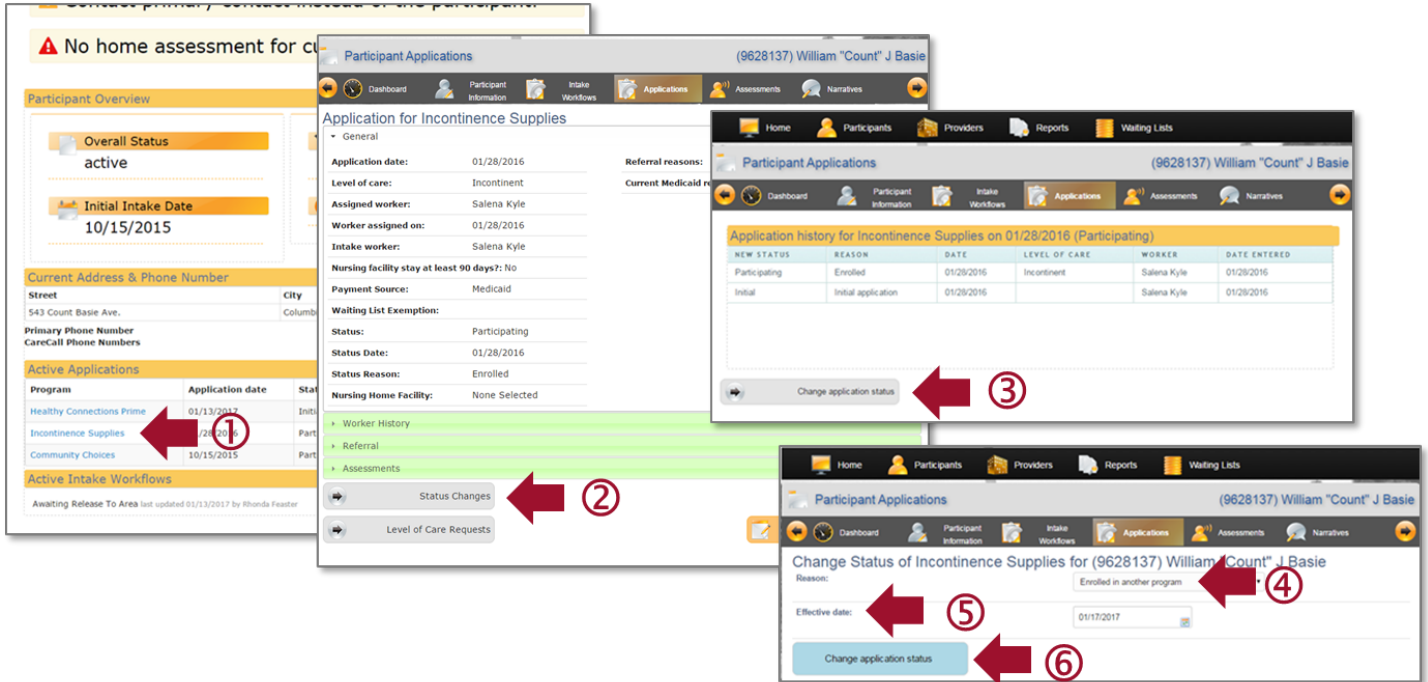 Contact primary contact instead of the participant.
No home assessment for cu
Participant Overview
Overall Status
active
Initial Intake Date
10/15/2015
Current Address & Phone Number
Street City
543 Count Basie Ave. Columb
Primary Phone Number
CareCall Phone Numbers
Active Applications
Program Application date Stat
Healthy Connections Prime 01/13/2017 Initi
Incontinence Supplies /28/2016 Part
①
Community Choices 10/15/2015 Part
Active Intake Workflows
Awaiting Release To Area last updated 01/13/2017 by Rhonda Feaster
Participant Applications (9628137) William "Count" J Basie
Dashboard Participant Information Intake Workflows Applications Assessments Narratives
Application for Incontinence Supplies
General
Application date: 01/28/2016 Referral reasons:
Level of care: Incontinent Current Medicaid re
Assigned worker: Salena Kyle
Worker assigned on: 01/28/2016
Intake worker: Salena Kyle
Nursing facility stay at least 90 days?: No
Payment Source: Medicaid
Waiting List Exemption:
Status: Participating
Status Date: 01/28/2016
Status Reason: Enrolled
Nursing Home Facility: None Selected
Worker History
Referral
Assessments
Status Changes ②
Level of Care Requests
Home Participants Providers Reports Waiting Lists
Participant Applications (9628137) William "Count" J Basie
Dashboard Participant Information Intake Workflows Applications Assessments Narratives
Application history for Incontinence Supplies on 01/28/2016 (Participating)
NEW STATUS REASON DATE LEVEL OF CARE WORKER DATE ENTERED
Participating Enrolled 01/28/2016 Incontinent Salena Kyle 01/28/2016
Initial Initial application 01/28/2016 Salena Kyle 01/28/2016
Change application status ③
Home Participants Providers Reports Waiting Lists
Participant Applications (9628137) William "Count" J Basie
Dashboard Participant Information Intake Workflows Applications Assessments Narratives
Change Status of Incontinence Supplies for (9628137) William "Count" J Basie
Reason: Enrolled in another program ④
Effective date: ⑤ 01/17/2017
Change application status ⑥